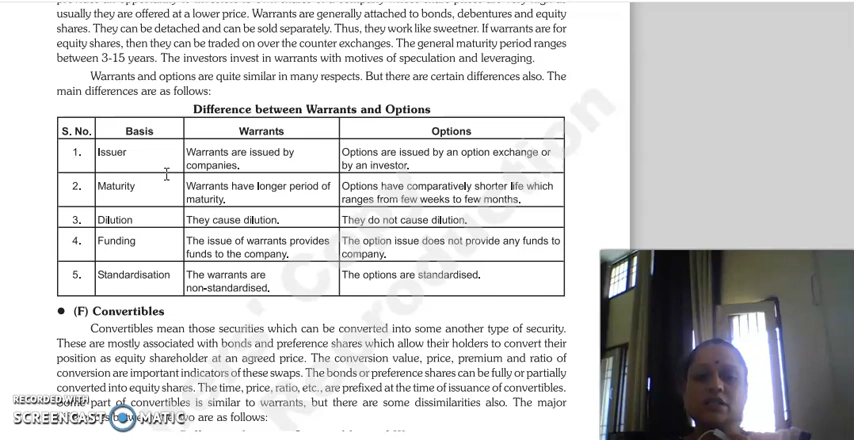 usually they are offered at a lower price. Warrants are generally attached to bonds, debentures and equity
shares. They can be detached and can be sold separately. Thus, they work like sweetner. If warrants are for
equity shares, then they can be traded on over the counter exchanges. The general maturity period ranges
between 3-15 years. The investors invest in warrants with motives of speculation and leveraging.
Warrants and options are quite similar in many respects. But there are certain differences also. The
main differences are as follows:
Difference between Warrants and Options
S. No. Basis Warrants Options
1. Issuer Warrants are issued by companies. Options are issued by an option exchange or by an investor.
2. Maturity Warrants have longer period of maturity. Options have comparatively shorter life which ranges from few weeks to few months.
3. Dilution They cause dilution. They do not cause dilution.
4. Funding The issue of warrants provides funds to the company. The option issue does not provide any funds to company.
5. Standardisation The warrants are non-standardised. The options are standardised.
● (F) Convertibles
Convertibles mean those securities which can be converted into some another type of security.
These are mostly associated with bonds and preference shares which allow their holders to convert their
position as equity shareholder at an agreed price. The conversion value, price, premium and ratio of
conversion are important indicators of these swaps. The bonds or preference shares can be fully or partially
converted into equity shares. The time, price, ratio, etc., are prefixed at the time of issuance of convertibles.
Some part of convertibles is similar to warrants, but there are some dissimilarities also. The major
two are as follows:
RECORDED WITH
SCREENCAST MATIC